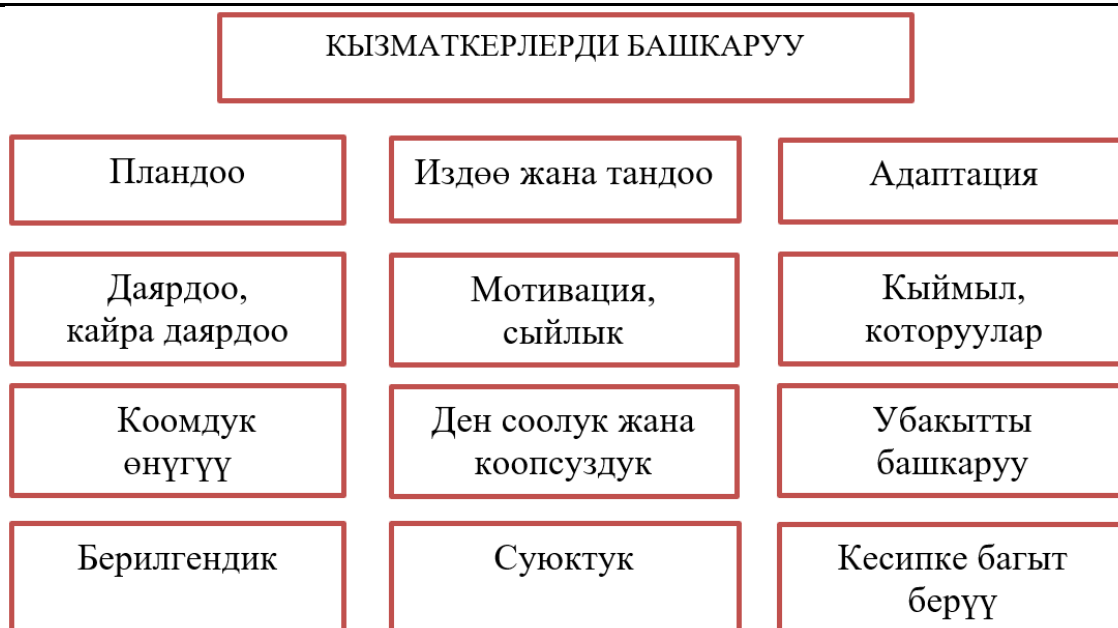 КЫЗМАТКЕРЛЕРДИ БАШКАРУУ
Пландоо
Издөө жана тандоо
Адаптация
Даярдоо,
кайра даярдоо
Мотивация,
сыйлык
Кыймыл,
которуулар
Коомдук
өнүгүү
Ден соолук жана
коопсуздук
Убакытты
башкаруу
Берилгендик
Суюктук
Кесипке багыт
берүү